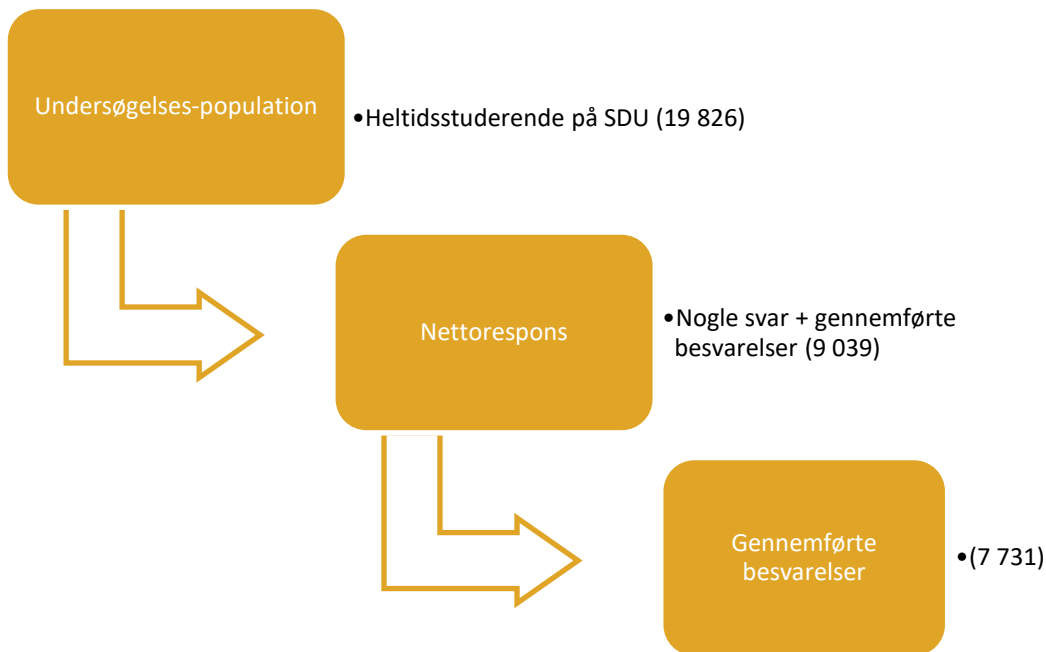 Undersøgelses-population
•Heltidsstuderende på SDU (19 826)
Nettorespons
•Nogle svar + gennemførte
besvarelser (9 039)
Gennemførte
besvarelser
•(7 731)